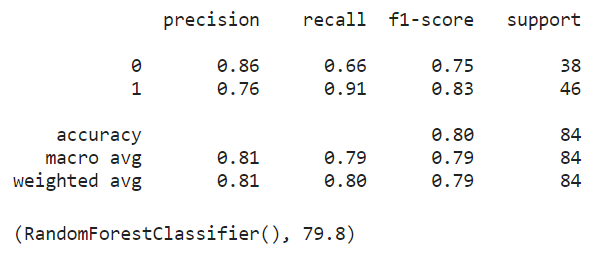 precision recall f1-score support
0 0.86 0.66 0.75 38
1 0.76 0.91 0.83 46
accuracy 0.80 84
macro avg 0.81 0.79 0.79 84
weighted avg 0.81 0.80 0.79 84
(RandomForestClassifier(), 79.8)